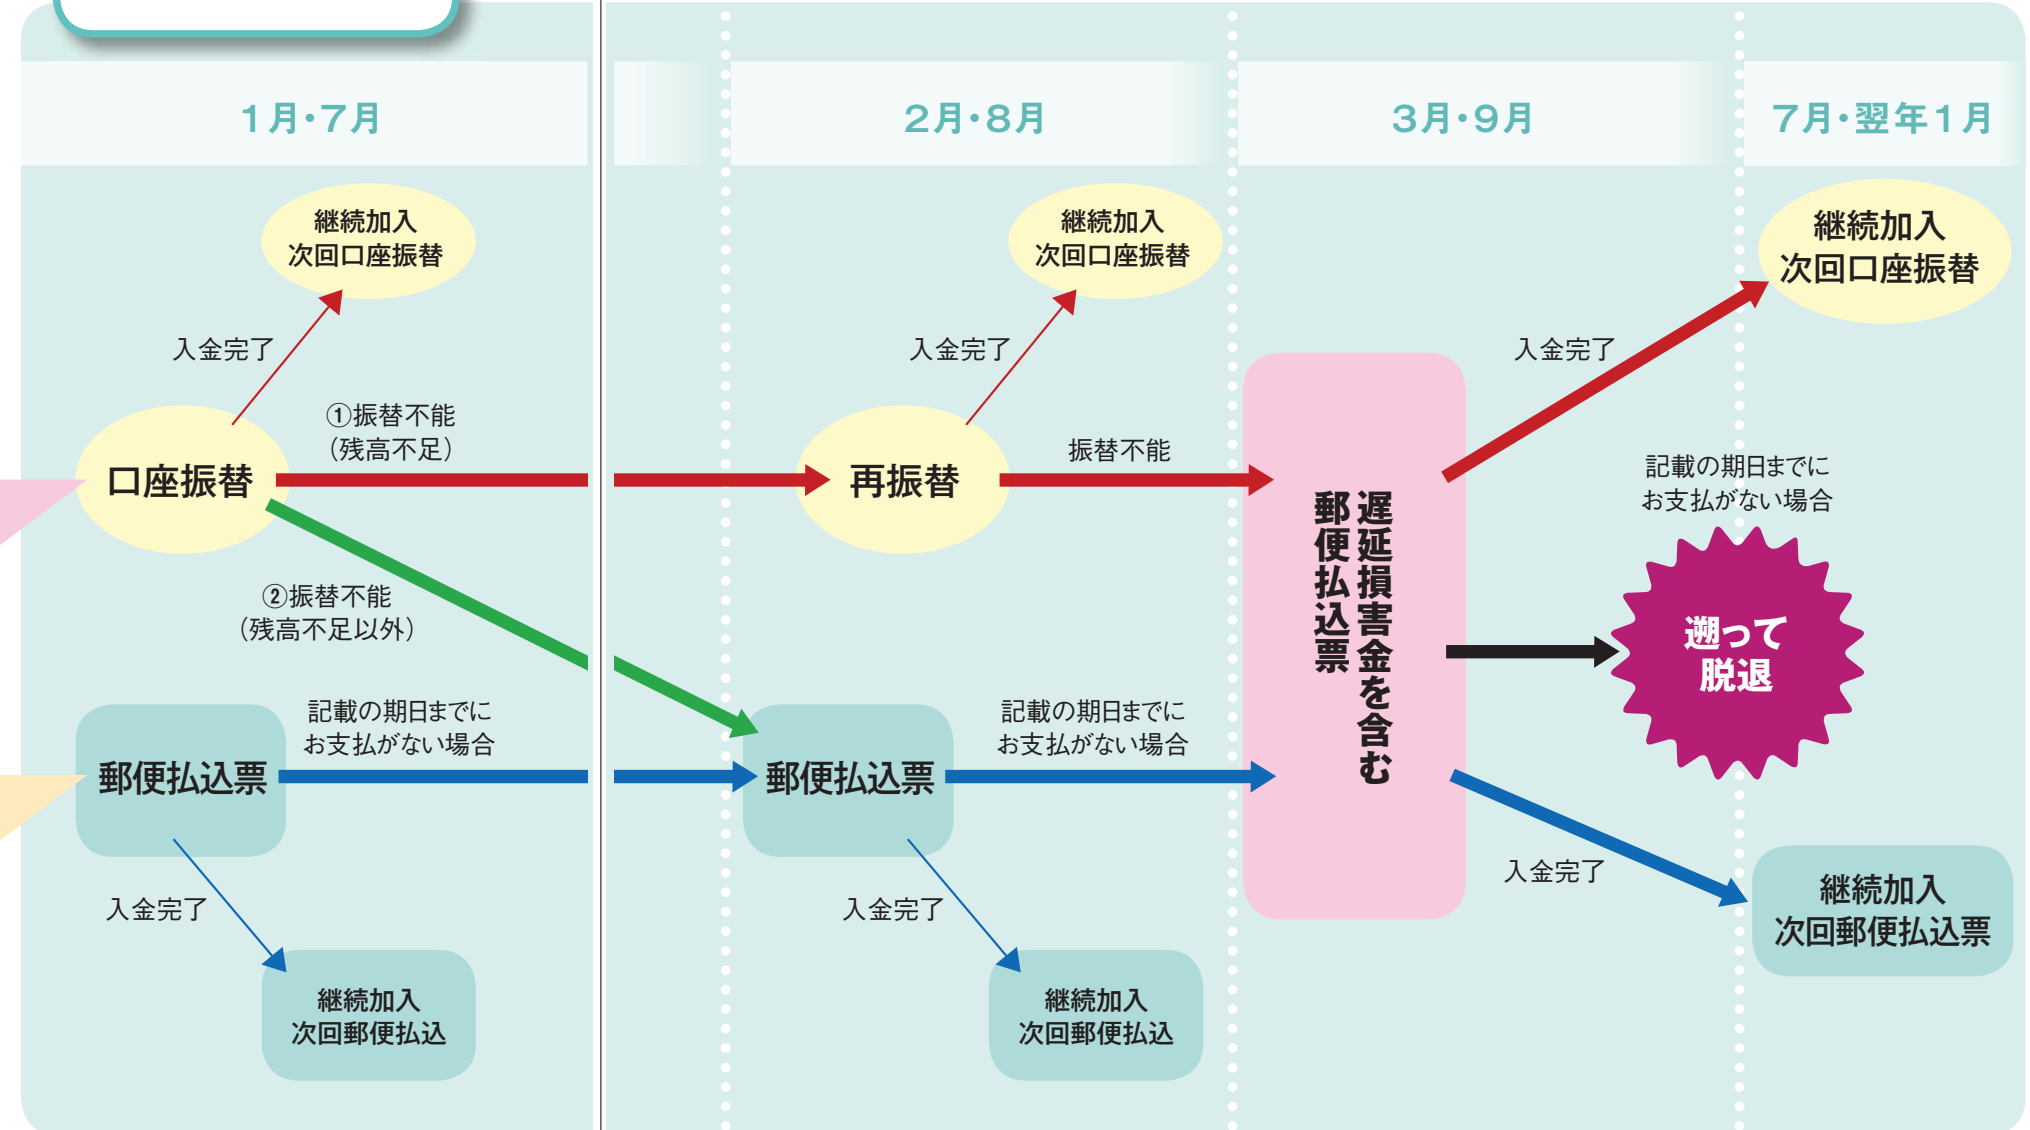 1月・7月
2月・8月
3月・9月
7月・翌年1月
継続加入
次回口座振替
継続加入
次回口座振替
継続加入
次回口座振替
入金完了
入金完了
入金完了
①振替不能
（残高不足）
振替不能
口座振替
再振替
記載の期日までに
お支払がない場合
遅延損害金を含む
郵便払込票
②振替不能
（残高不足以外）
遡って
脱退
記載の期日までに
お支払がない場合
記載の期日までに
お支払がない場合
郵便払込票
郵便払込票
入金完了
入金完了
入金完了
継続加入
次回郵便払込票
継続加入
次回郵便払込
継続加入
次回郵便払込